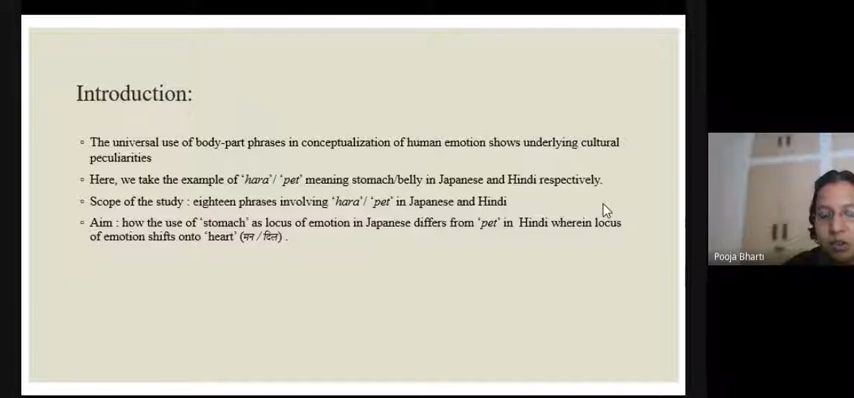 Introduction:
▫ The universal use of body-part phrases in conceptualization of human emotion shows underlying cultural
peculiarities
▫ Here, we take the example of ‘hara’/ ‘pet’ meaning stomach/belly in Japanese and Hindi respectively.
▫ Scope of the study : eighteen phrases involving ‘hara’/ ‘pet’ in Japanese and Hindi
▫ Aim : how the use of ‘stomach’ as locus of emotion in Japanese differs from ‘pet’ in Hindi wherein locus
of emotion shifts onto ‘heart’ (मन / दिल) .
Pooja Bharti